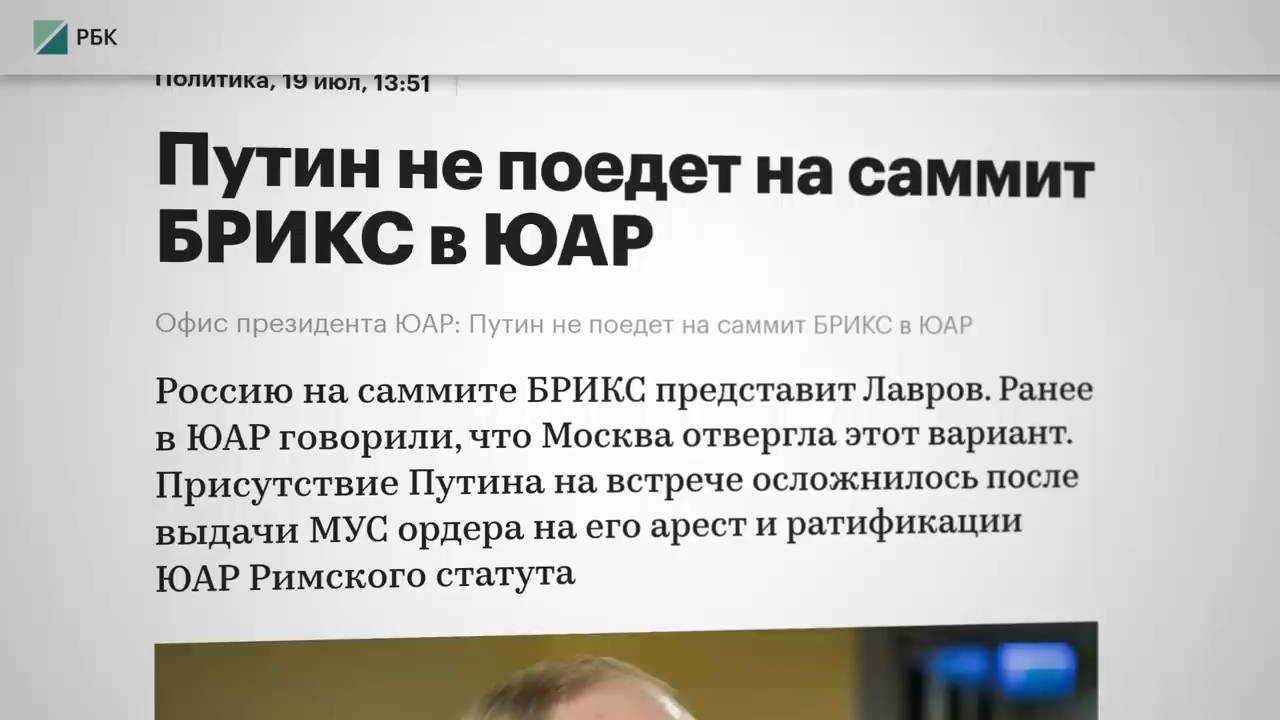 РБК
Политика, 19 июл, 13:51
Путин не поедет на саммит
БРИКС в ЮАР
Офис президента ЮАР: Путин не поедет на саммит БРИКС в ЮАР
Россию на саммите БРИКС представит Лавров. Ранее
в ЮАР говорили, что Москва отвергла этот вариант.
Присутствие Путина на встрече осложнилось после
выдачи МУС ордера на его арест и ратификации
ЮАР Римского статута